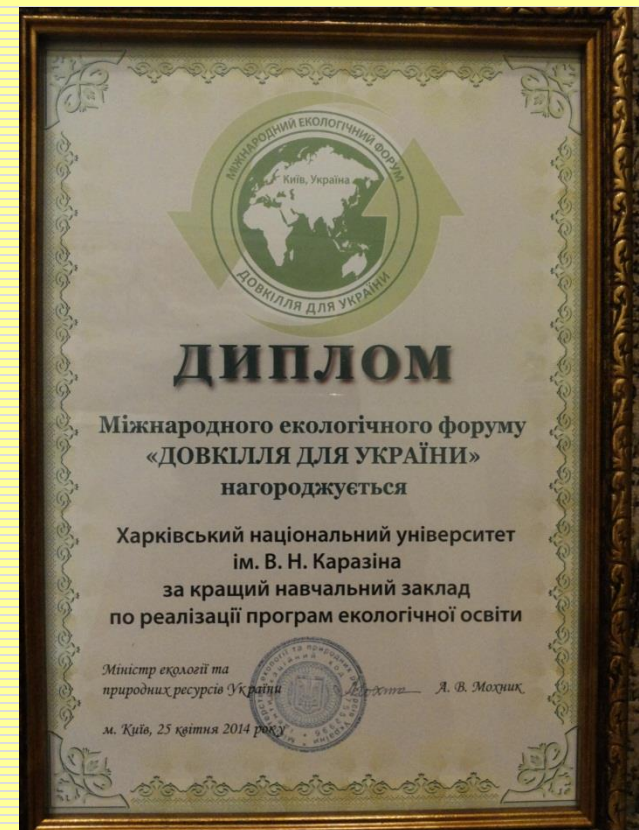 МІЖНАРОДНИЙ ЕКОЛОГІЧНИЙ ФОРУМ
Київ, Україна
ДОВКІЛЛЯ ДЛЯ УКРАЇНИ
ДИПЛОМ
Міжнародного екологічного форуму
«ДОВКІЛЛЯ ДЛЯ УКРАЇНИ»
нагороджується
Харківський національний університет
ім. В. Н. Каразіна
за кращий навчальний заклад
по реалізації програм екологічної освіти
Міністр екології та
природних ресурсів України
А. В. Мохник
м. Київ, 25 квітня 2014 року